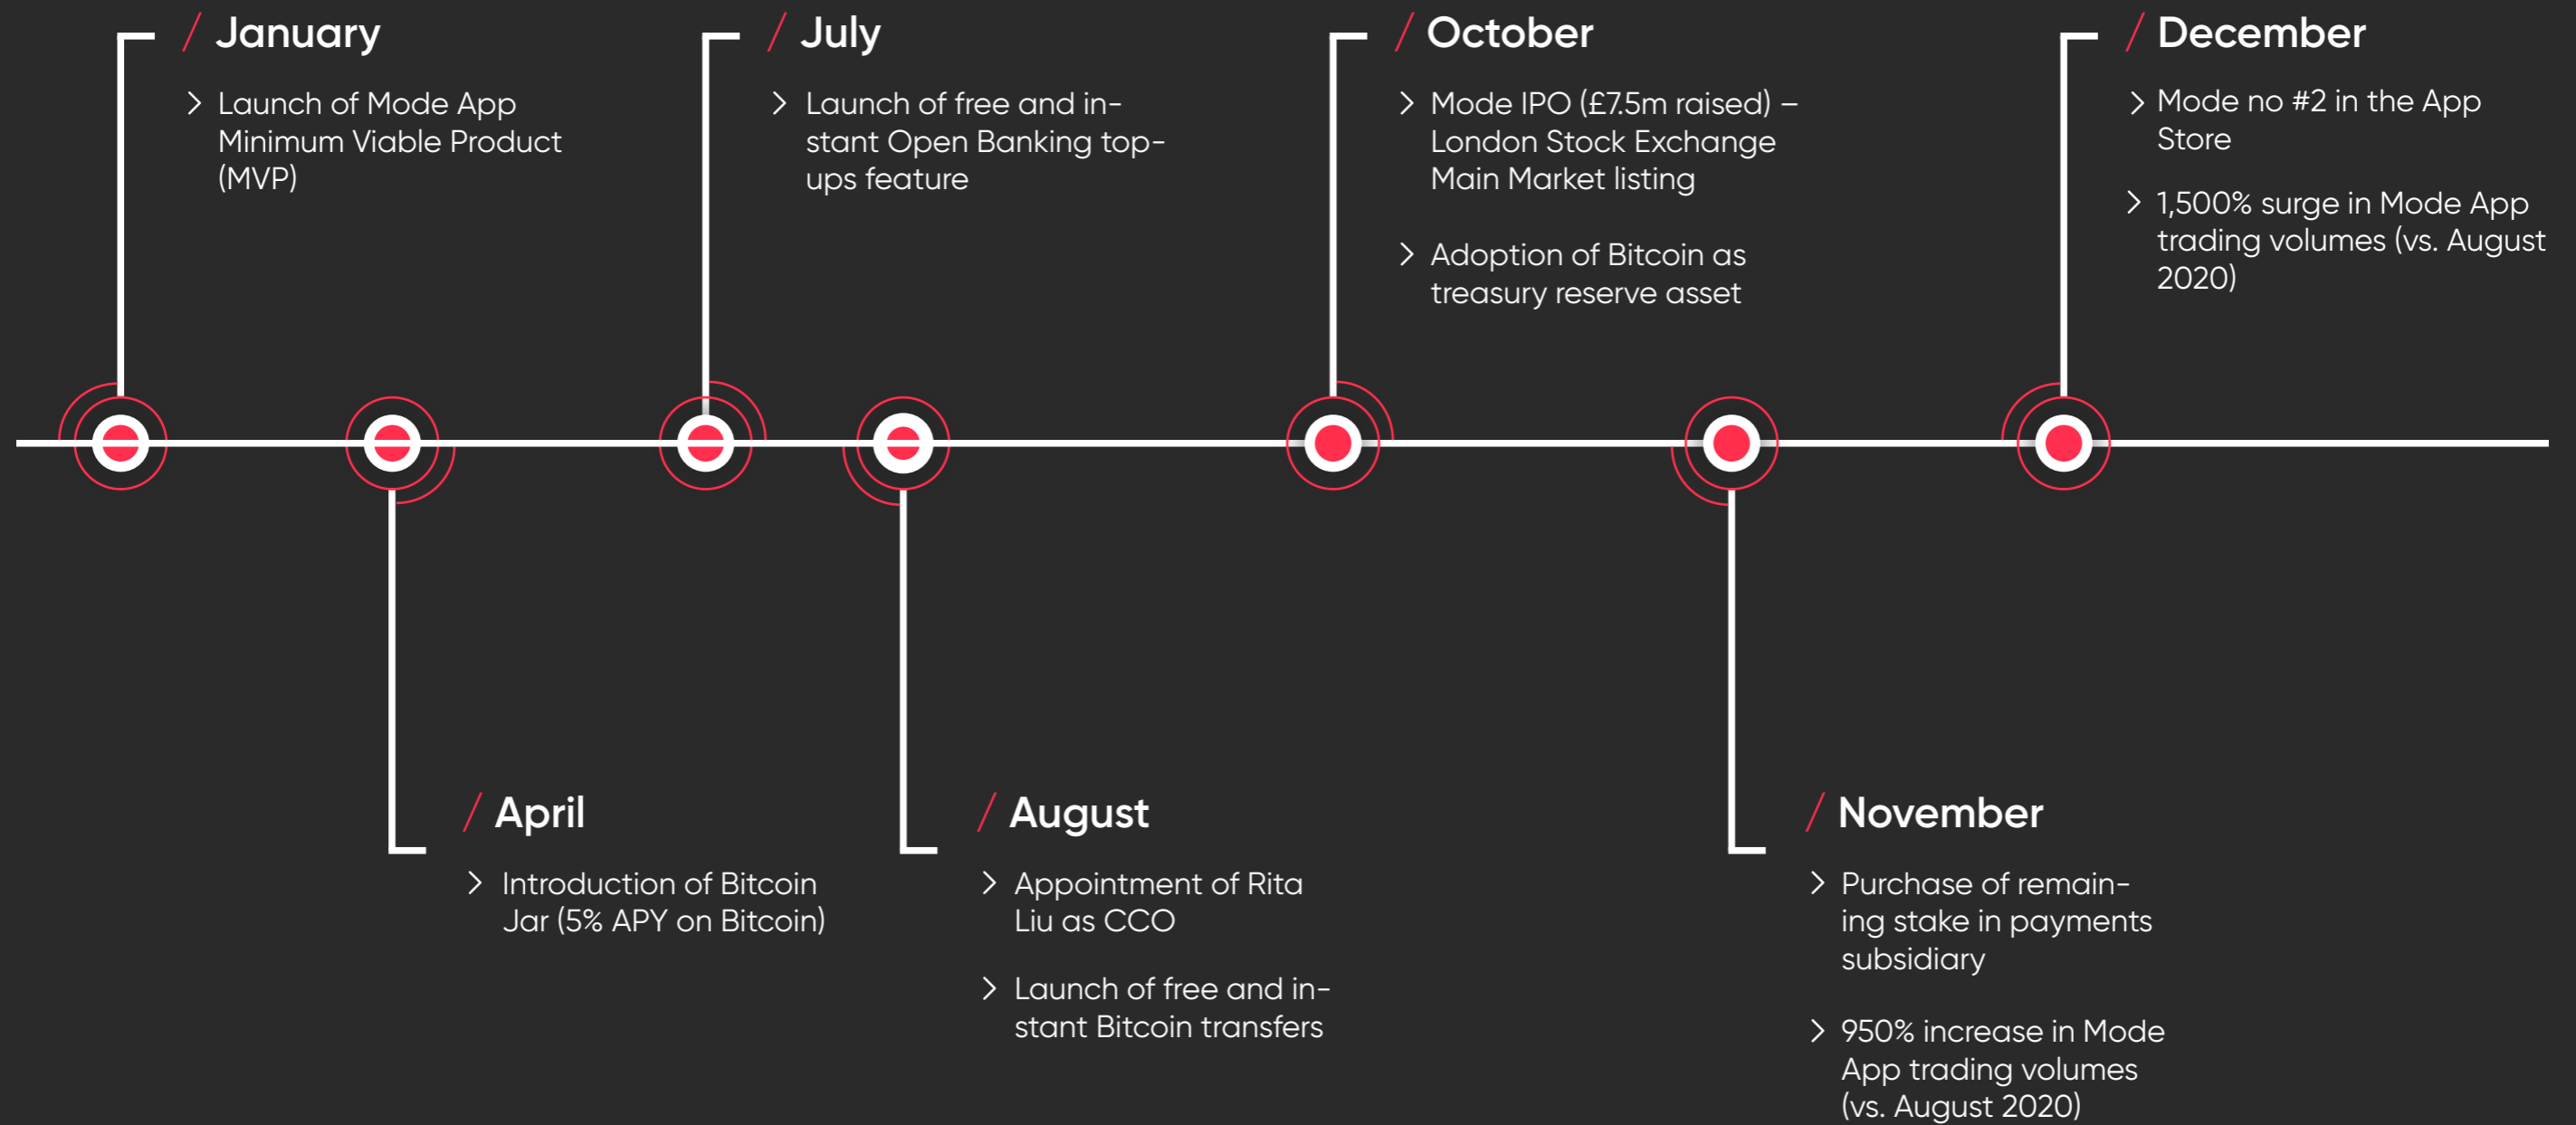 / January
> Launch of Mode App
Minimum Viable Product
(MVP)
/ July
> Launch of free and in-
stant Open Banking top-
ups feature
/ October
> Mode IPO (£7.5m raised) –
London Stock Exchange
Main Market listing
> Adoption of Bitcoin as
treasury reserve asset
/ December
> Mode no #2 in the App
Store
> 1,500% surge in Mode App
trading volumes (vs. August
2020)
/ April
> Introduction of Bitcoin
Jar (5% APY on Bitcoin)
/ August
> Appointment of Rita
Liu as CCO
> Launch of free and in-
stant Bitcoin transfers
/ November
> Purchase of remain-
ing stake in payments
subsidiary
> 950% increase in Mode
App trading volumes
(vs. August 2020)